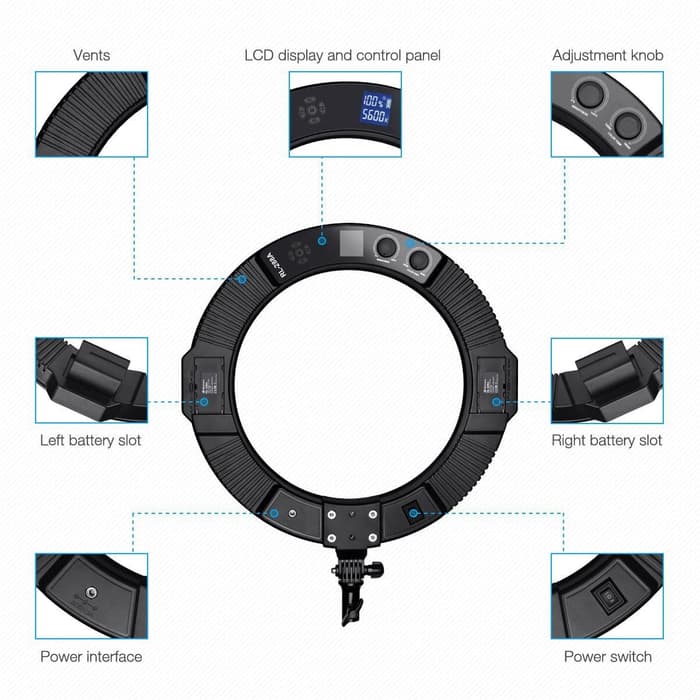 Vents
LCD display and control panel
Adjustment knob
100%
5600K
RL-288A
Left battery slot
Right battery slot
Power interface
Power switch